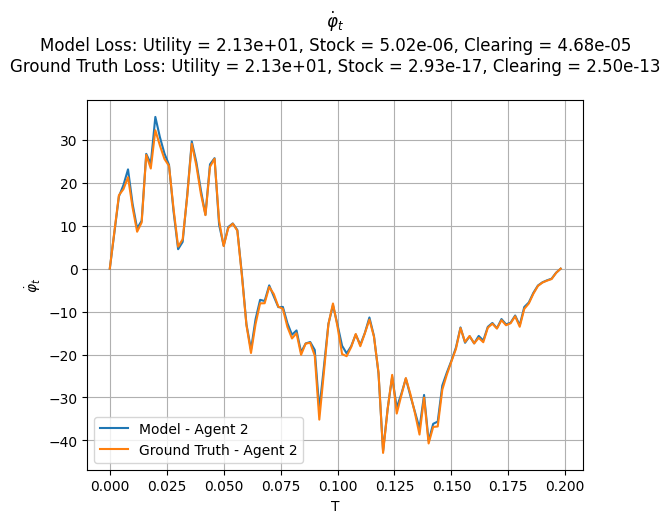 φ̇ₜ
Model Loss: Utility = 2.13e+01, Stock = 5.02e-06, Clearing = 4.68e-05
Ground Truth Loss: Utility = 2.13e+01, Stock = 2.93e-17, Clearing = 2.50e-13
φ̇ₜ
30
20
10
0
−10
−20
−30
−40
Model - Agent 2
Ground Truth - Agent 2
0.000
0.025
0.050
0.075
0.100
0.125
0.150
0.175
0.200
T